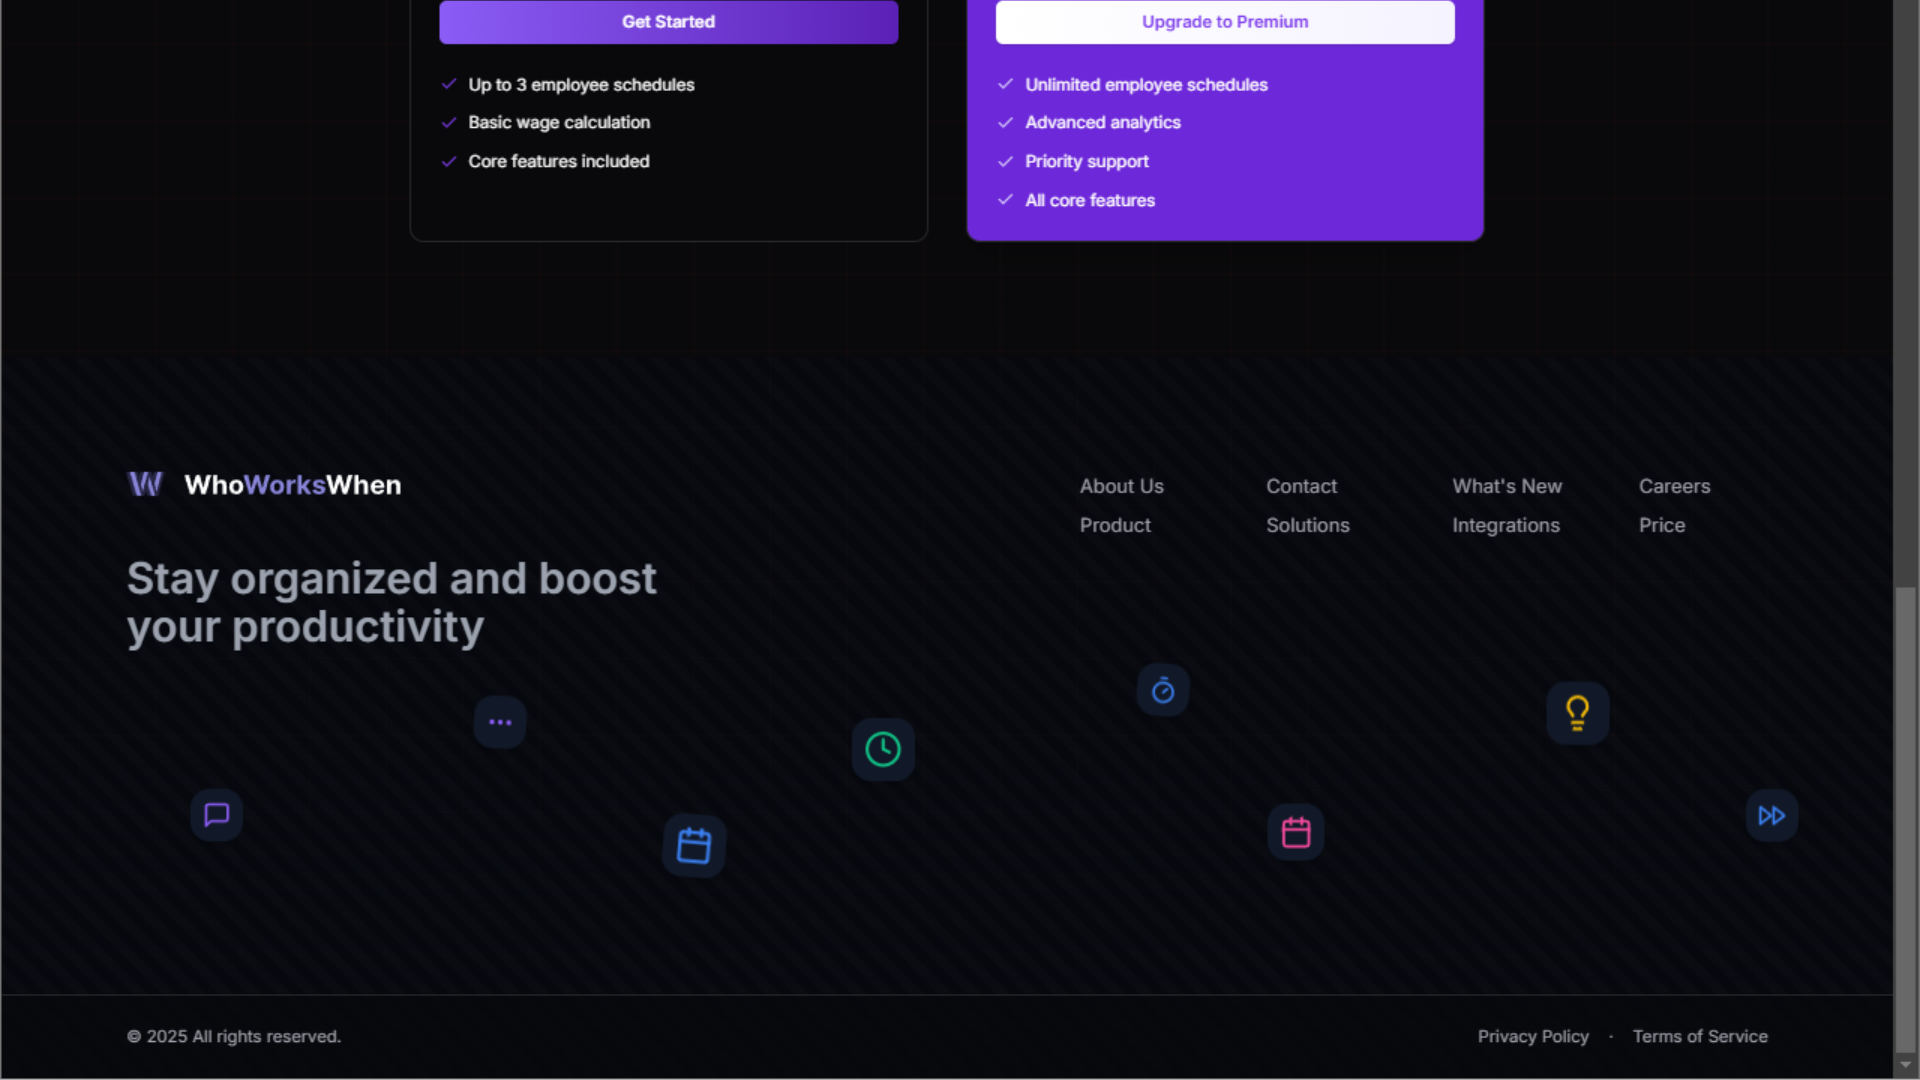 Get Started
Up to 3 employee schedules
Basic wage calculation
Core features included
Upgrade to Premium
Unlimited employee schedules
Advanced analytics
Priority support
All core features
WhoWorksWhen
Stay organized and boost
your productivity
About Us Contact What's New Careers
Product Solutions Integrations Price
© 2025 All rights reserved.
Privacy Policy · Terms of Service